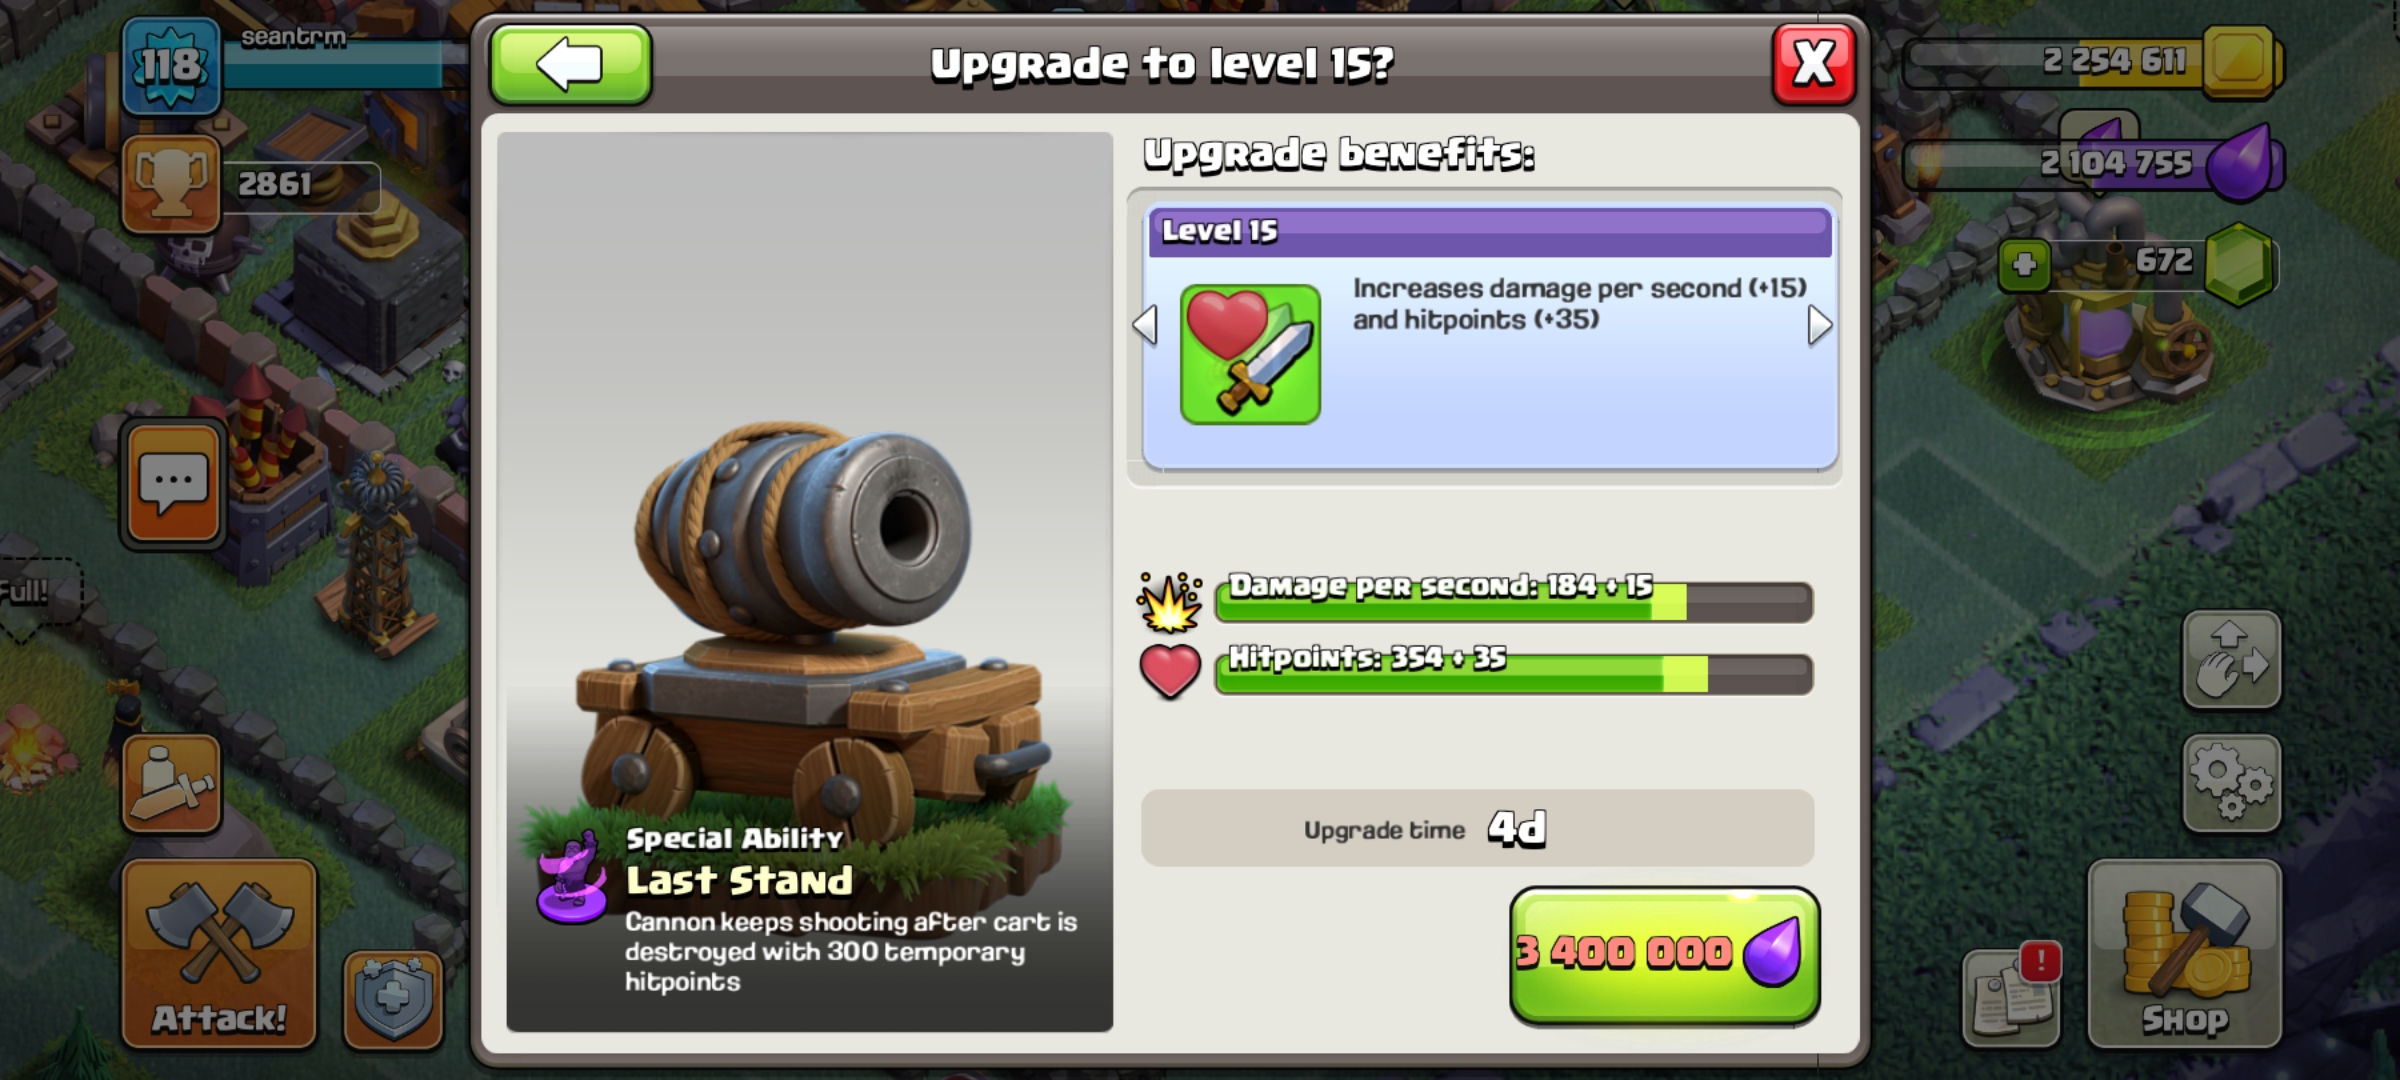 118
seantrm
2861
Full!
Attack!
Upgrade to level 15?
X
Upgrade benefits:
Level 15
Increases damage per second (+15)
and hitpoints (+35)
Damage per second: 184 + 15
Hitpoints: 354 + 35
Upgrade time 4d
3 400 000
Special Ability
Last Stand
Cannon keeps shooting after cart is
destroyed with 300 temporary
hitpoints
2 254 611
2 104 755
672
!
Shop